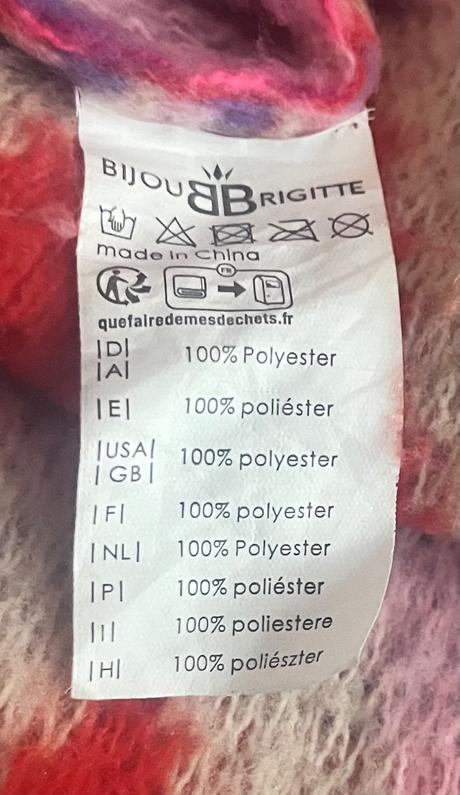 BIJOU BRIGITTE
made in China
FR
quefairedemesdechets.fr
|D| 100% Polyester
|A|
|E| 100% poliéster
|USA| 100% polyester
|GB|
|F| 100% polyester
|NL| 100% Polyester
|P| 100% poliéster
|I| 100% poliestere
|H| 100% poliészter